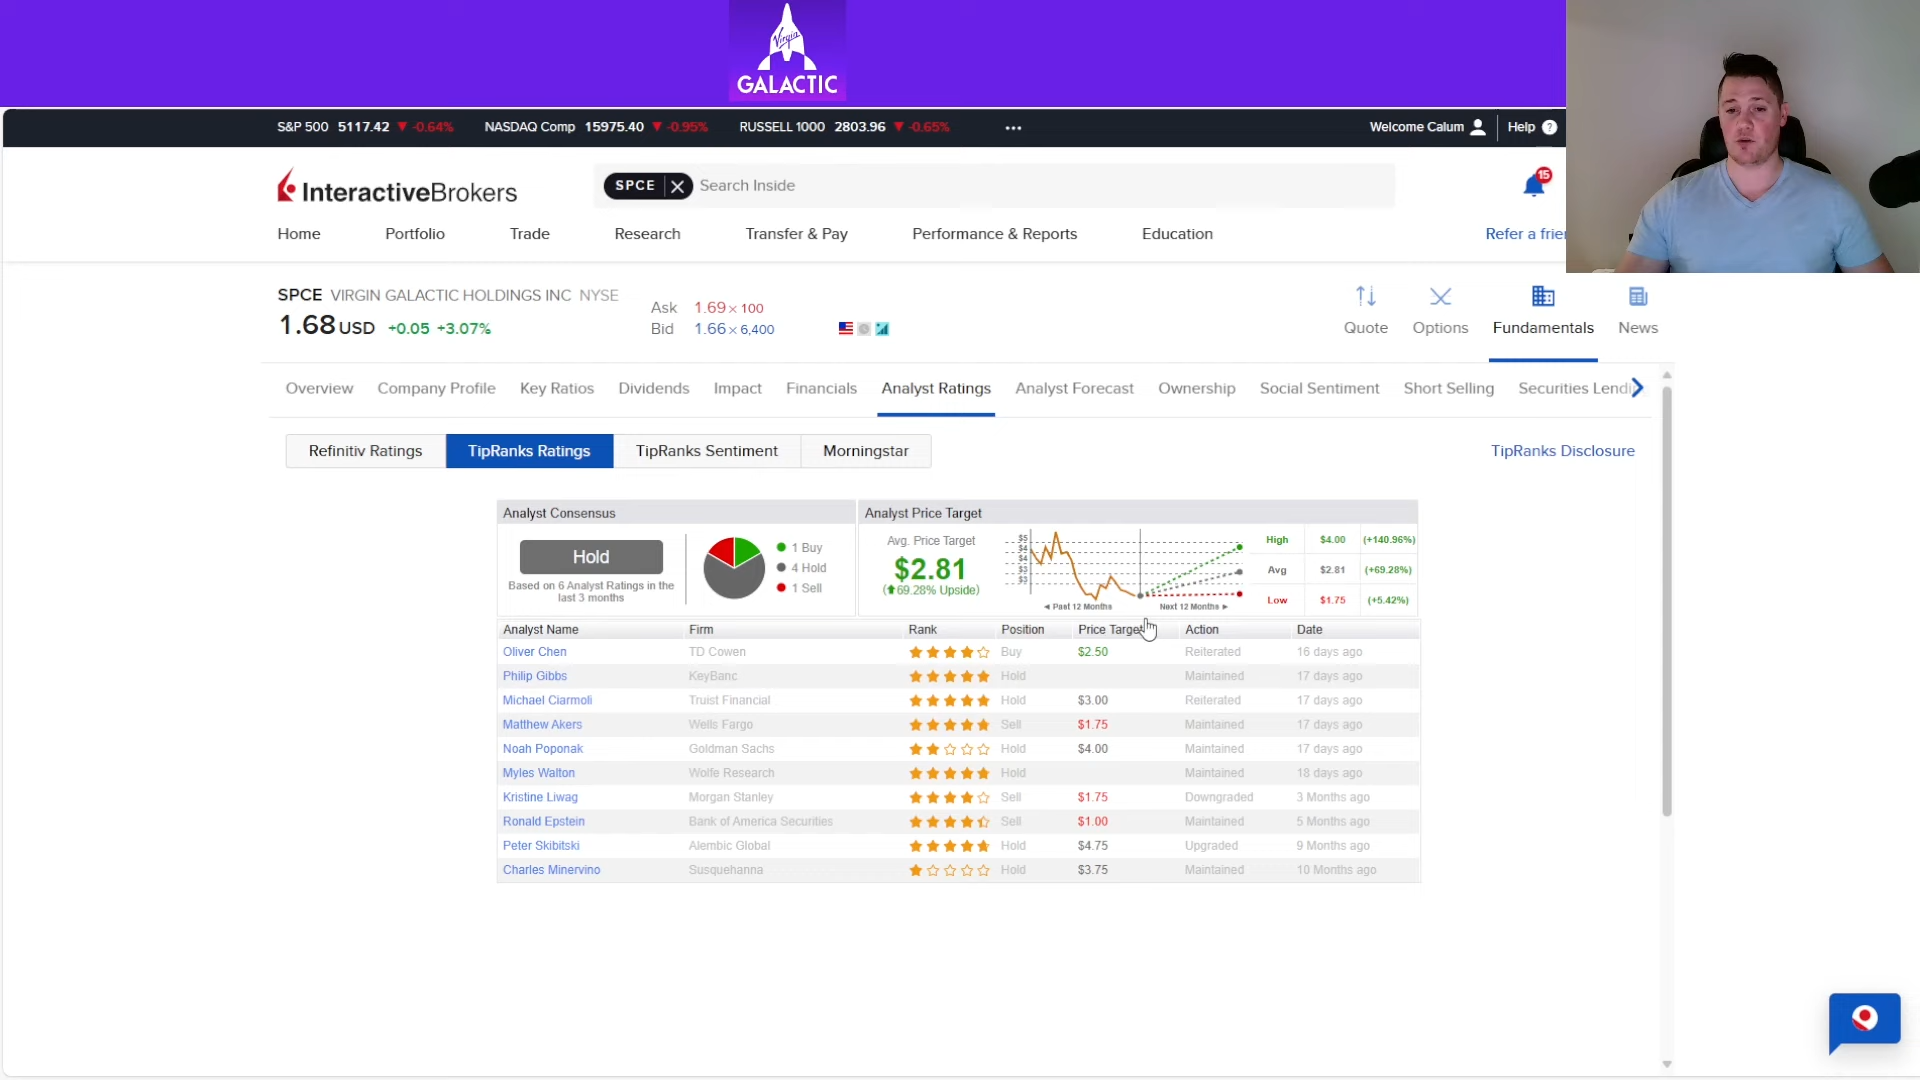 Virgin
GALACTIC
S&P 500 5117.42 ▼ -0.64% NASDAQ Comp 15975.40 ▼ -0.95% RUSSELL 1000 2803.96 ▼ -0.65% ••• Welcome Calum Help ?
InteractiveBrokers SPCE Search Inside 15
Home Portfolio Trade Research Transfer & Pay Performance & Reports Education Refer a frien
SPCE VIRGIN GALACTIC HOLDINGS INC NYSE
1.68 USD +0.05 +3.07%
Ask 1.69 × 100
Bid 1.66 × 6,400
Quote Options Fundamentals News
Overview Company Profile Key Ratios Dividends Impact Financials Analyst Ratings Analyst Forecast Ownership Social Sentiment Short Selling Securities Lendi
Refinitiv Ratings TipRanks Ratings TipRanks Sentiment Morningstar TipRanks Disclosure
Analyst Consensus
Hold
Based on 6 Analyst Ratings in the
last 3 months
1 Buy
4 Hold
1 Sell
Analyst Price Target
Avg. Price Target
$2.81
(69.28% Upside)
$5
$4
$4
$3
$3
◄ Past 12 Months Next 12 Months ►
High $4.00 (+140.96%)
Avg $2.81 (+69.28%)
Low $1.75 (+5.42%)
Analyst Name Firm Rank Position Price Target Action Date
Oliver Chen TD Cowen Buy $2.50 Reiterated 16 days ago
Philip Gibbs KeyBanc Hold Maintained 17 days ago
Michael Ciarmoli Truist Financial Hold $3.00 Reiterated 17 days ago
Matthew Akers Wells Fargo Sell $1.75 Maintained 17 days ago
Noah Poponak Goldman Sachs Hold $4.00 Maintained 17 days ago
Myles Walton Wolfe Research Hold Maintained 18 days ago
Kristine Liwag Morgan Stanley Sell $1.75 Downgraded 3 Months ago
Ronald Epstein Bank of America Securities Sell $1.00 Maintained 5 Months ago
Peter Skibitski Alembic Global Hold $4.75 Upgraded 9 Months ago
Charles Minervino Susquehanna Hold $3.75 Maintained 10 Months ago